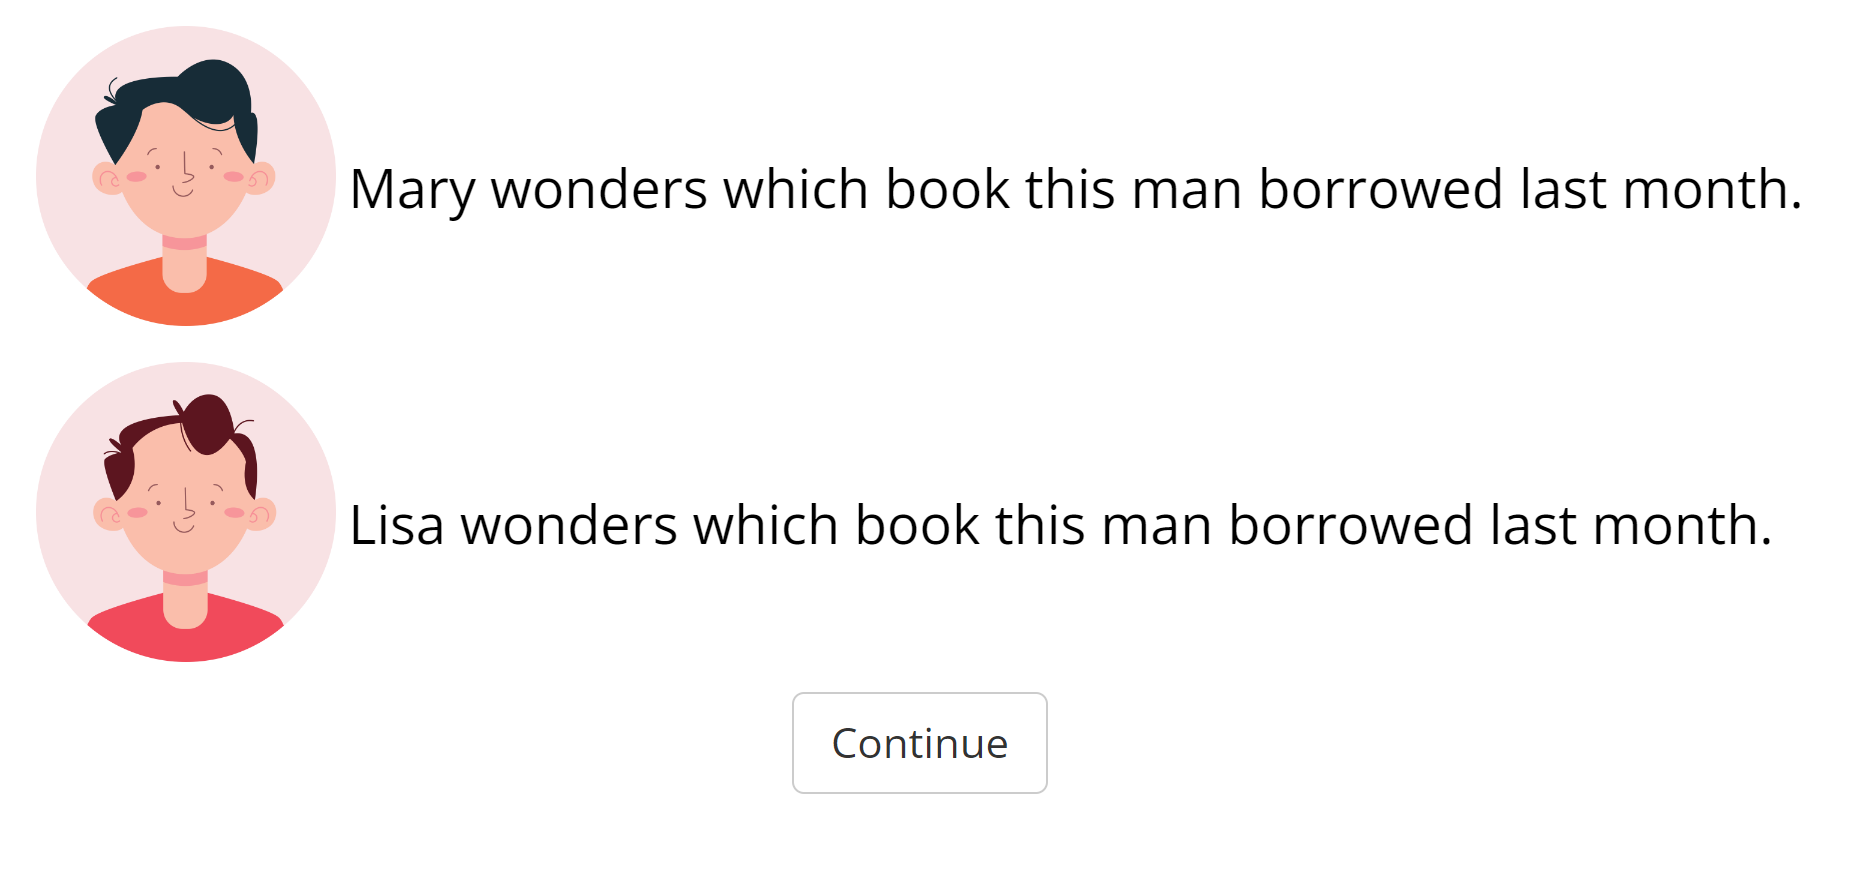 Mary wonders which book this man borrowed last month.
Lisa wonders which book this man borrowed last month.
Continue